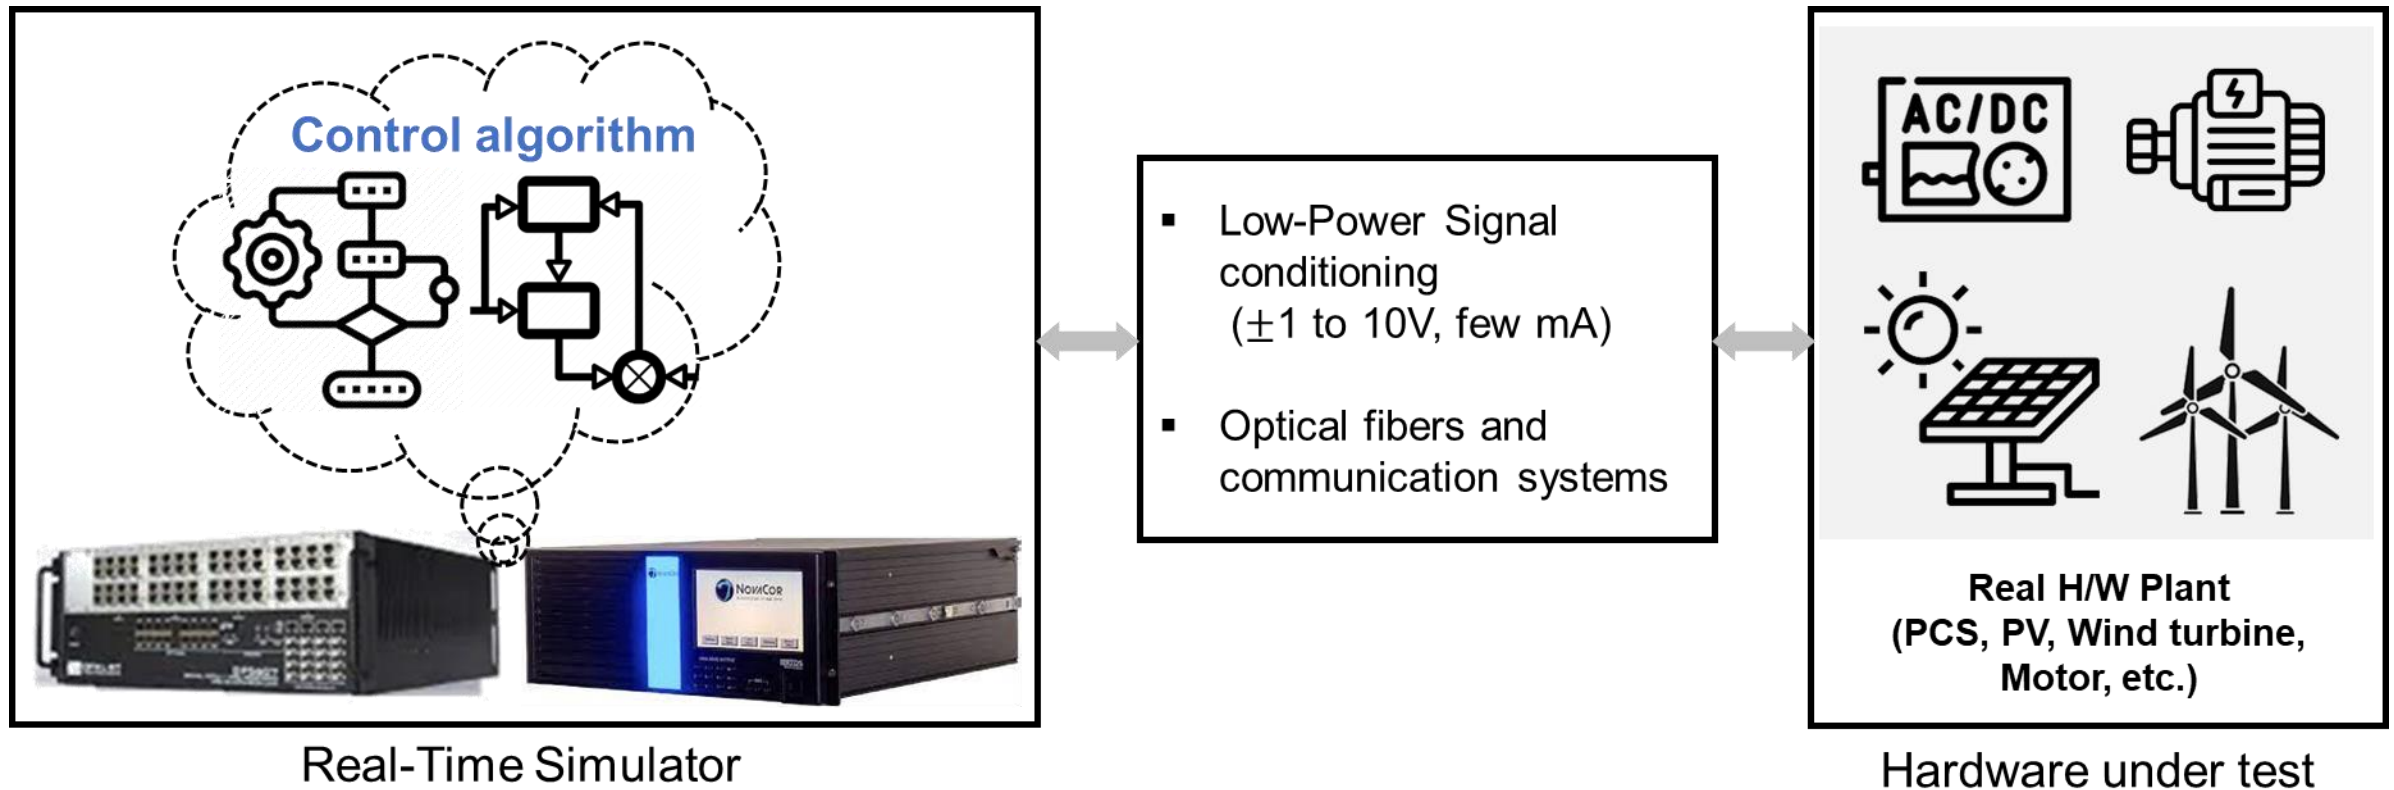 Control algorithm
NovaCor
Real-Time Simulator
▪ Low-Power Signal
conditioning
(±1 to 10V, few mA)
▪ Optical fibers and
communication systems
AC/DC
Real H/W Plant
(PCS, PV, Wind turbine,
Motor, etc.)
Hardware under test